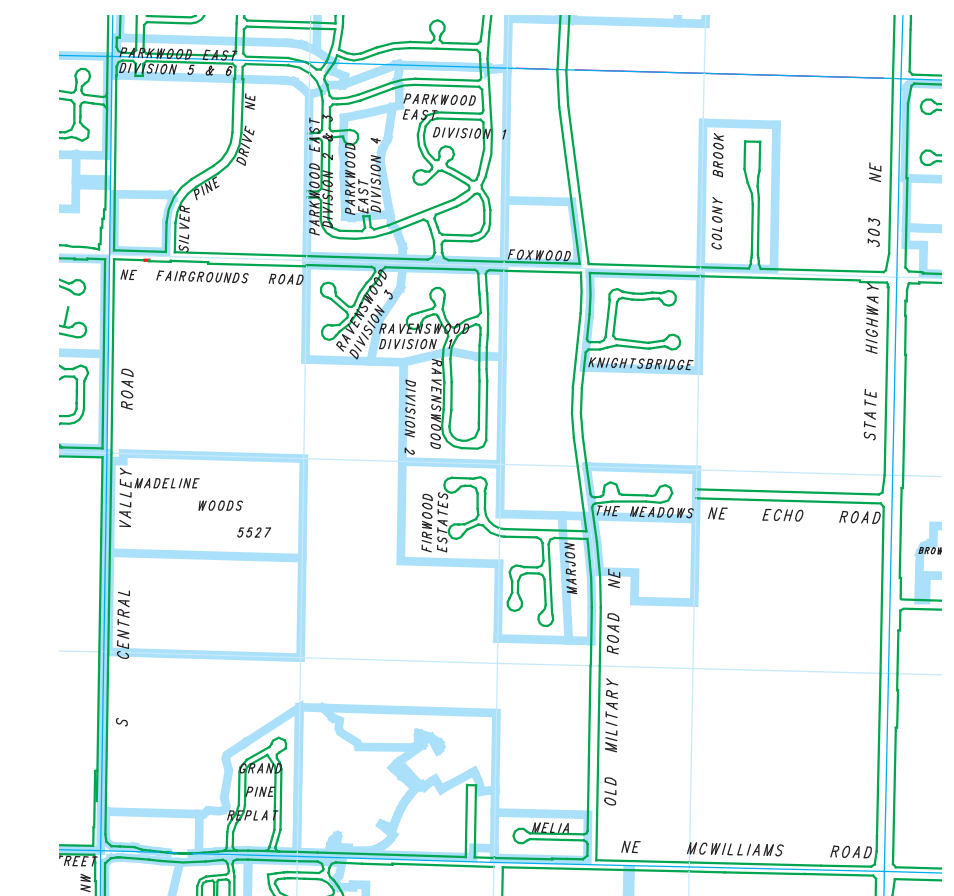 PARKWOOD EAST
DIVISION 5 & 6
SILVER PINE DRIVE NE
PARKWOOD EAST
DIVISION 2 & 3
PARKWOOD
EAST
DIVISION 4
PARKWOOD
EAST
DIVISION 1
COLONY BROOK
STATE HIGHWAY 303 NE
FOXWOOD
NE FAIRGROUNDS ROAD
RAVENSWOOD
DIVISION 3
RAVENSWOOD
DIVISION 1
RAVENSWOOD
DIVISION 2
KNIGHTSBRIDGE
S CENTRAL VALLEY ROAD
MADELINE
WOODS
5527
FIRWOOD
ESTATES
THE MEADOWS
NE ECHO ROAD
MARJON
BROW
OLD MILITARY ROAD NE
GRAND
PINE
REPLAT
MELIA
NE MCWILLIAMS ROAD
TREET
NW